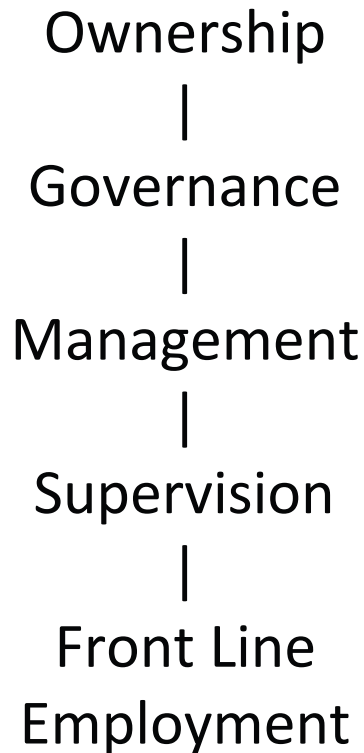 Ownership
Governance
Management
Supervision
Front Line
Employment